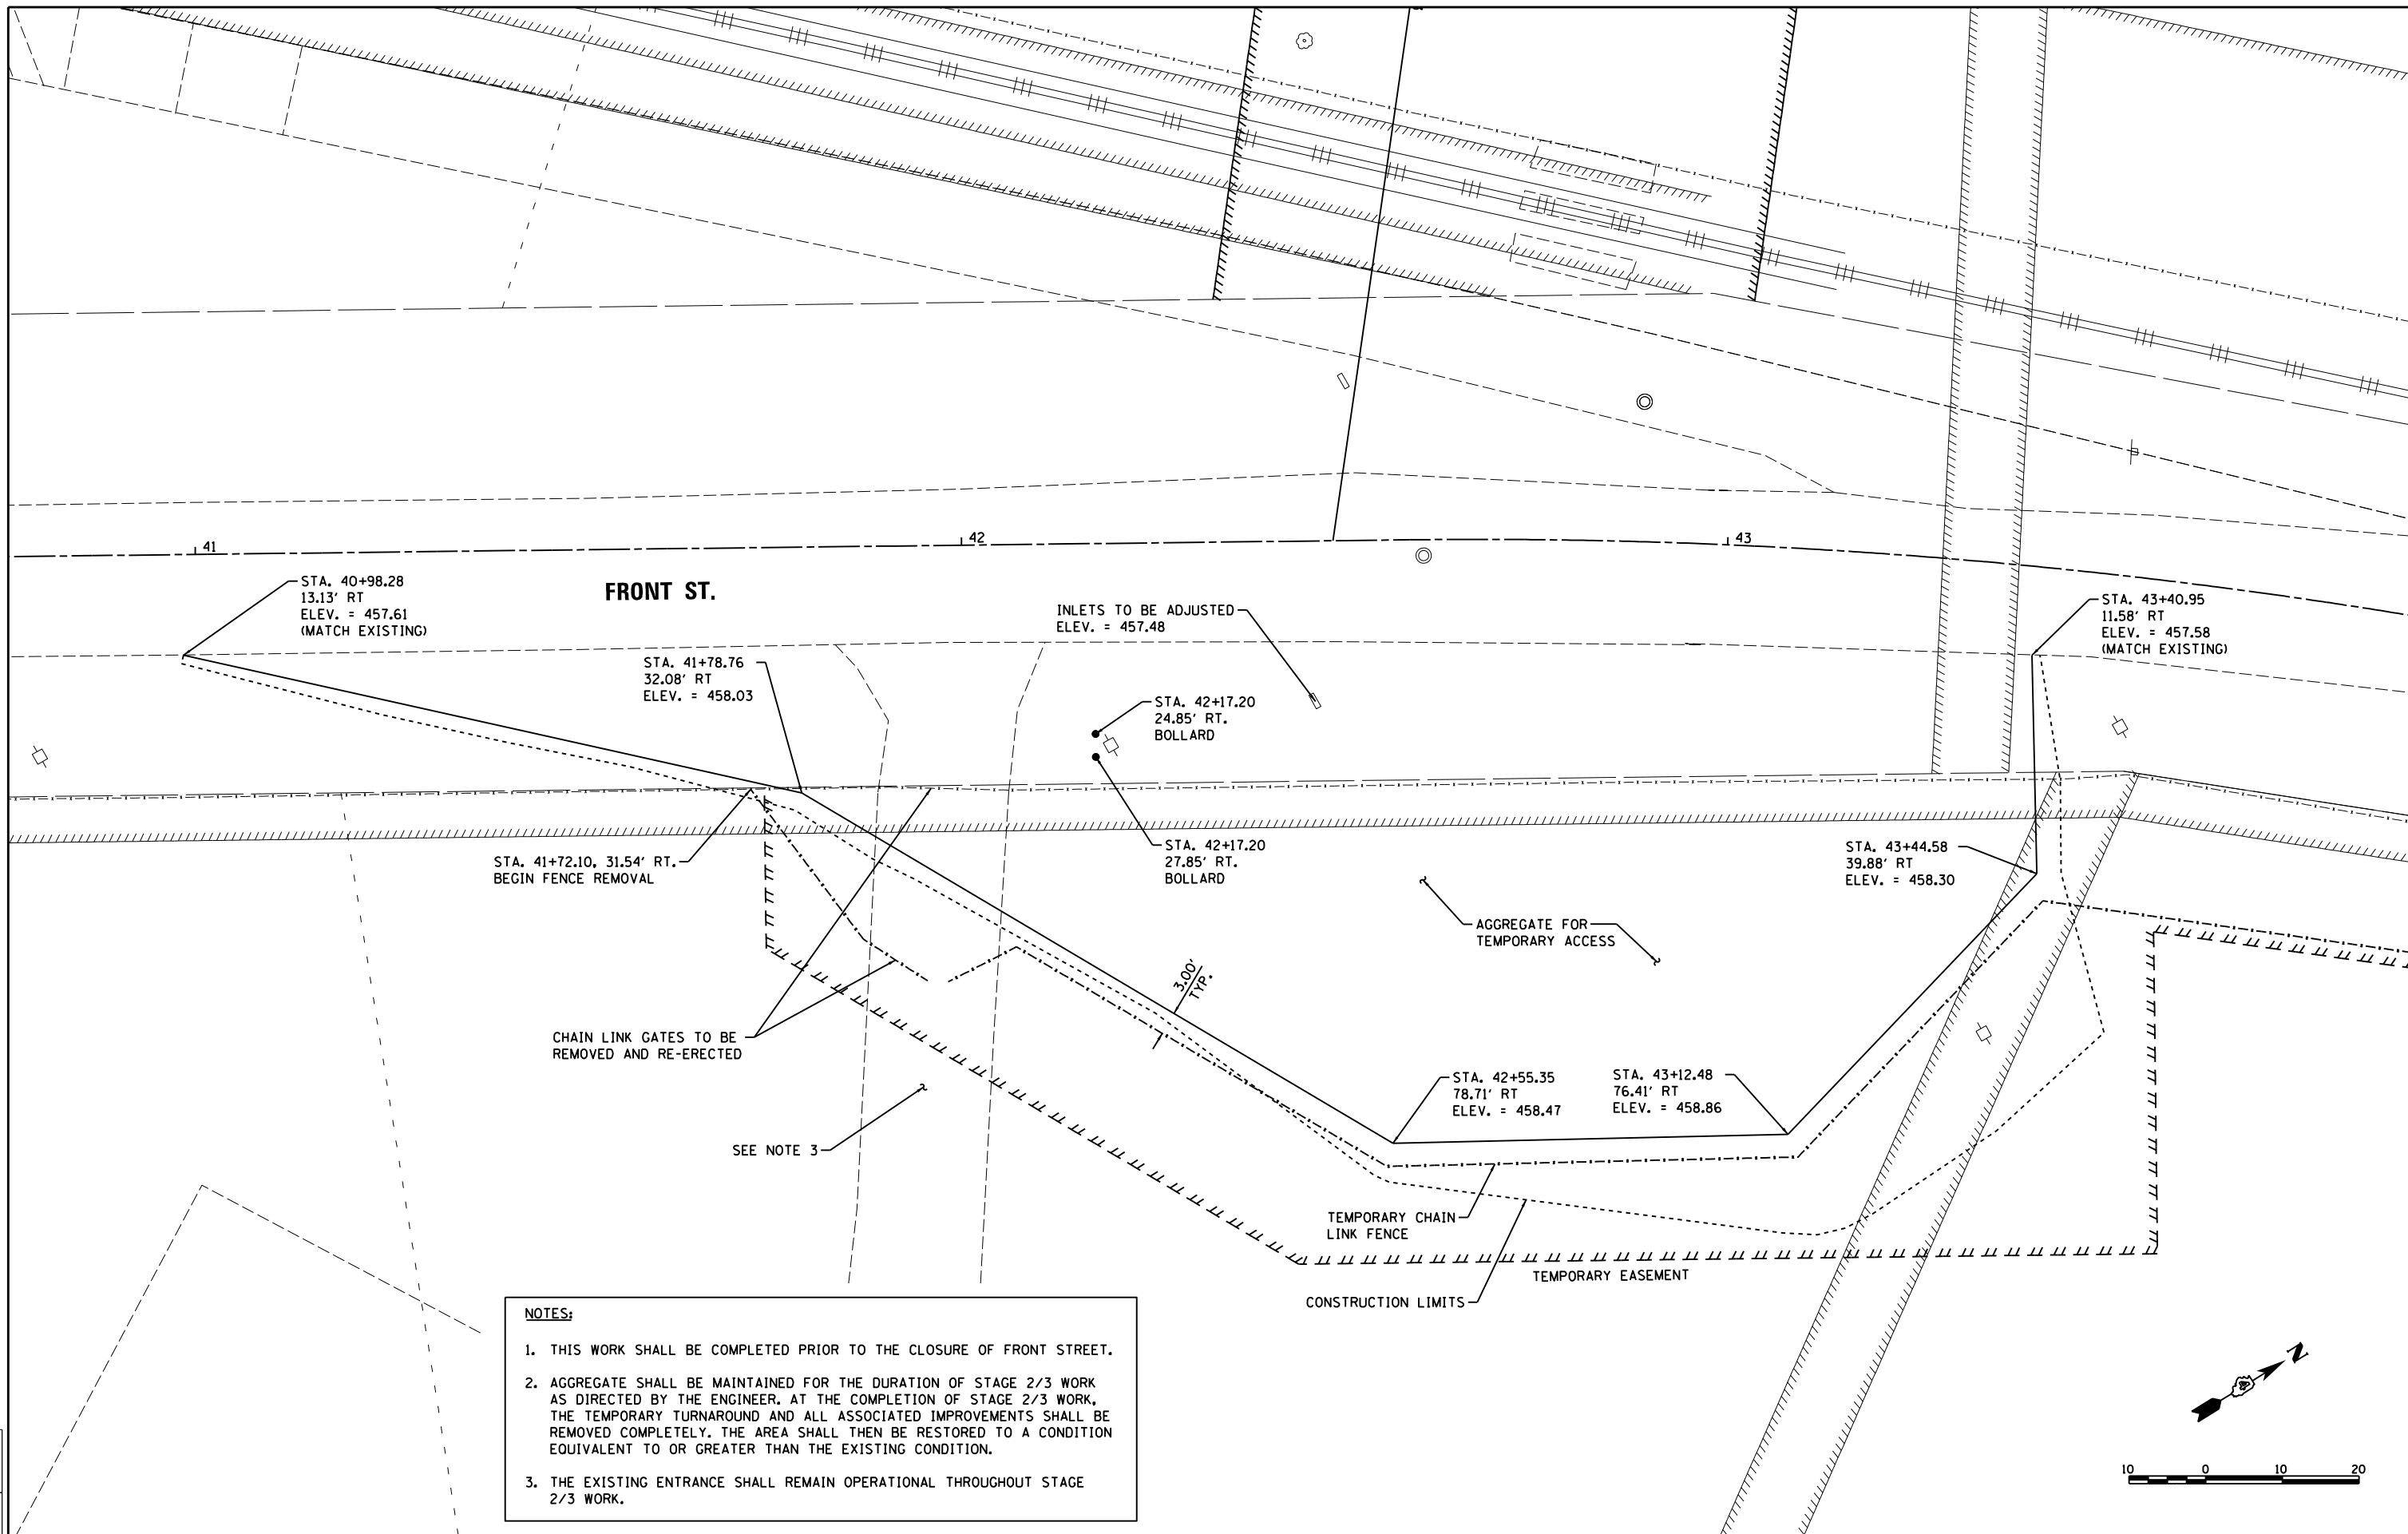 41
42
43
STA. 40+98.28
13.13' RT
ELEV. = 457.61
(MATCH EXISTING)
FRONT ST.
INLETS TO BE ADJUSTED
ELEV. = 457.48
STA. 43+40.95
11.58' RT
ELEV. = 457.58
(MATCH EXISTING)
STA. 41+78.76
32.08' RT
ELEV. = 458.03
STA. 42+17.20
24.85' RT.
BOLLARD
STA. 41+72.10, 31.54' RT.
BEGIN FENCE REMOVAL
STA. 42+17.20
27.85' RT.
BOLLARD
STA. 43+44.58
39.88' RT
ELEV. = 458.30
AGGREGATE FOR
TEMPORARY ACCESS
3.00'
TYP.
CHAIN LINK GATES TO BE
REMOVED AND RE-ERECTED
STA. 42+55.35
78.71' RT
ELEV. = 458.47
STA. 43+12.48
76.41' RT
ELEV. = 458.86
SEE NOTE 3
TEMPORARY CHAIN
LINK FENCE
TEMPORARY EASEMENT
CONSTRUCTION LIMITS
NOTES:
1. THIS WORK SHALL BE COMPLETED PRIOR TO THE CLOSURE OF FRONT STREET.
2. AGGREGATE SHALL BE MAINTAINED FOR THE DURATION OF STAGE 2/3 WORK
AS DIRECTED BY THE ENGINEER. AT THE COMPLETION OF STAGE 2/3 WORK,
THE TEMPORARY TURNAROUND AND ALL ASSOCIATED IMPROVEMENTS SHALL BE
REMOVED COMPLETELY. THE AREA SHALL THEN BE RESTORED TO A CONDITION
EQUIVALENT TO OR GREATER THAN THE EXISTING CONDITION.
3. THE EXISTING ENTRANCE SHALL REMAIN OPERATIONAL THROUGHOUT STAGE
2/3 WORK.
N
10 0 10 20